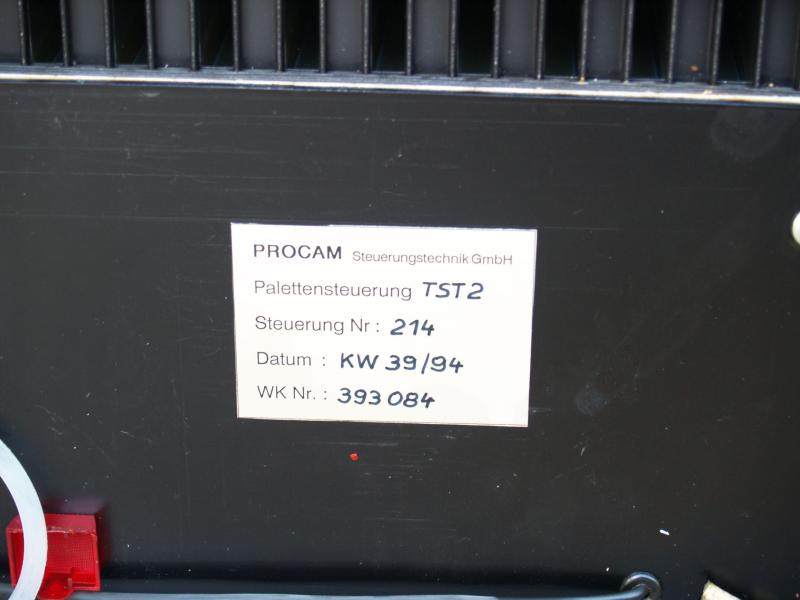 PROCAM Steuerungstechnik GmbH
Palettensteuerung TST2
Steuerung Nr : 214
Datum : KW 39/94
WK Nr. : 393 084